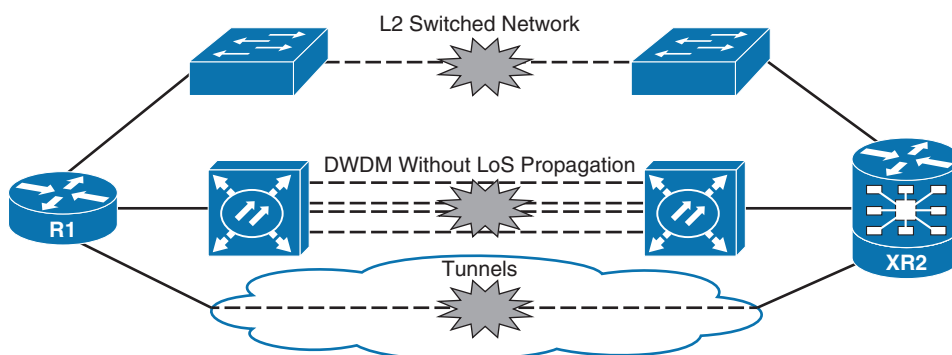 L2 Switched Network
DWDM Without LoS Propagation
R1
XR2
Tunnels